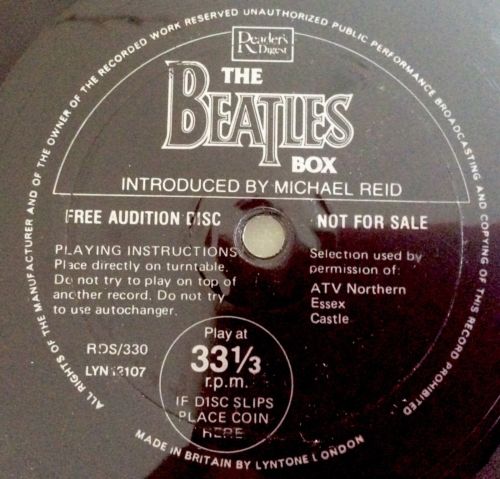 ALL RIGHTS OF THE MANUFACTURER AND OF THE OWNER OF THE RECORDED WORK RESERVED UNAUTHORIZED PUBLIC PERFORMANCE BROADCASTING AND COPYING OF THIS RECORD PROHIBITED
Reader's
Digest
THE
BEATLES
BOX
INTRODUCED BY MICHAEL REID
FREE AUDITION DISC
NOT FOR SALE
PLAYING INSTRUCTIONS
Place directly on turntable.
Do not try to play on top of
another record. Do not try
to use autochanger.
Selection used by
permission of:
ATV Northern
Essex
Castle
RDS/330
LYN 12107
Play at
33⅓
r.p.m.
IF DISC SLIPS
PLACE COIN
HERE
MADE IN BRITAIN BY LYNTONE LONDON